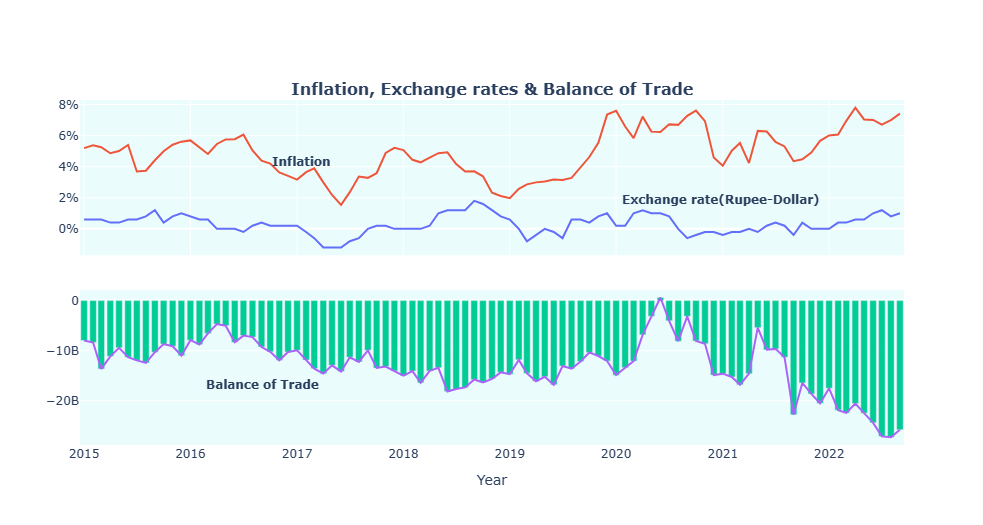 Inflation, Exchange rates & Balance of Trade
8%
6%
Inflation
4%
Exchange rate(Rupee-Dollar)
2%
0%
0
−10B
Balance of Trade
−20B
2015 2016 2017 2018 2019 2020 2021 2022
Year